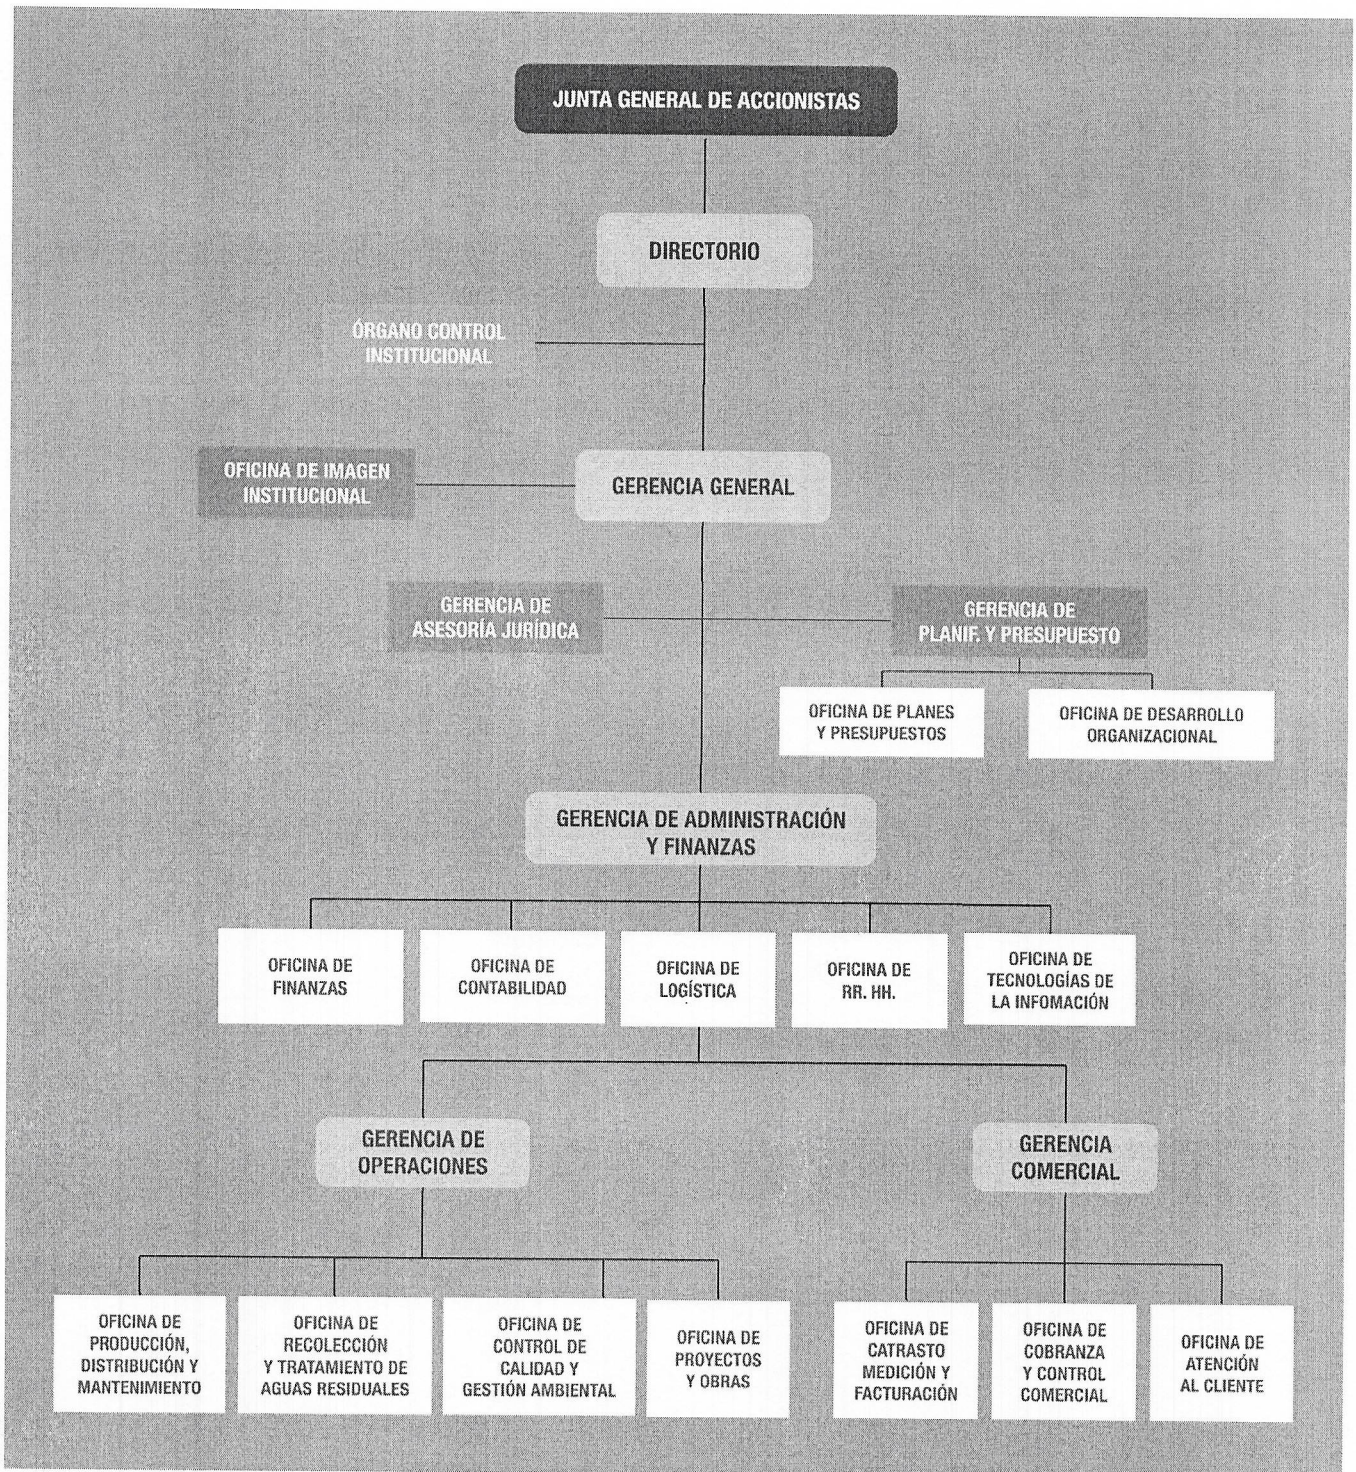 JUNTA GENERAL DE ACCIONISTAS
DIRECTORIO
ÓRGANO CONTROL
INSTITUCIONAL
OFICINA DE IMAGEN
INSTITUCIONAL
GERENCIA GENERAL
GERENCIA DE
ASESORÍA JURÍDICA
GERENCIA DE
PLANIF. Y PRESUPUESTO
OFICINA DE PLANES
Y PRESUPUESTOS
OFICINA DE DESARROLLO
ORGANIZACIONAL
GERENCIA DE ADMINISTRACIÓN
Y FINANZAS
OFICINA DE
FINANZAS
OFICINA DE
CONTABILIDAD
OFICINA DE
LOGÍSTICA
OFICINA DE
RR. HH.
OFICINA DE
TECNOLOGÍAS DE
LA INFOMACIÓN
GERENCIA DE
OPERACIONES
GERENCIA
COMERCIAL
OFICINA DE
PRODUCCIÓN,
DISTRIBUCIÓN Y
MANTENIMIENTO
OFICINA DE
RECOLECCIÓN
Y TRATAMIENTO DE
AGUAS RESIDUALES
OFICINA DE
CONTROL DE
CALIDAD Y
GESTIÓN AMBIENTAL
OFICINA DE
PROYECTOS
Y OBRAS
OFICINA DE
CATRASTO
MEDICIÓN Y
FACTURACIÓN
OFICINA DE
COBRANZA
Y CONTROL
COMERCIAL
OFICINA DE
ATENCIÓN
AL CLIENTE